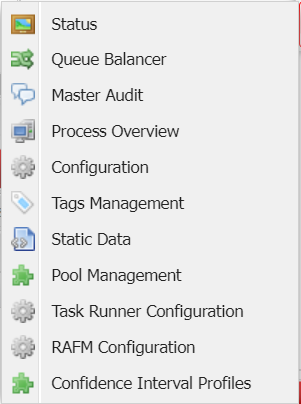 Status
Queue Balancer
Master Audit
Process Overview
Configuration
Tags Management
Static Data
Pool Management
Task Runner Configuration
RAFM Configuration
Confidence Interval Profiles